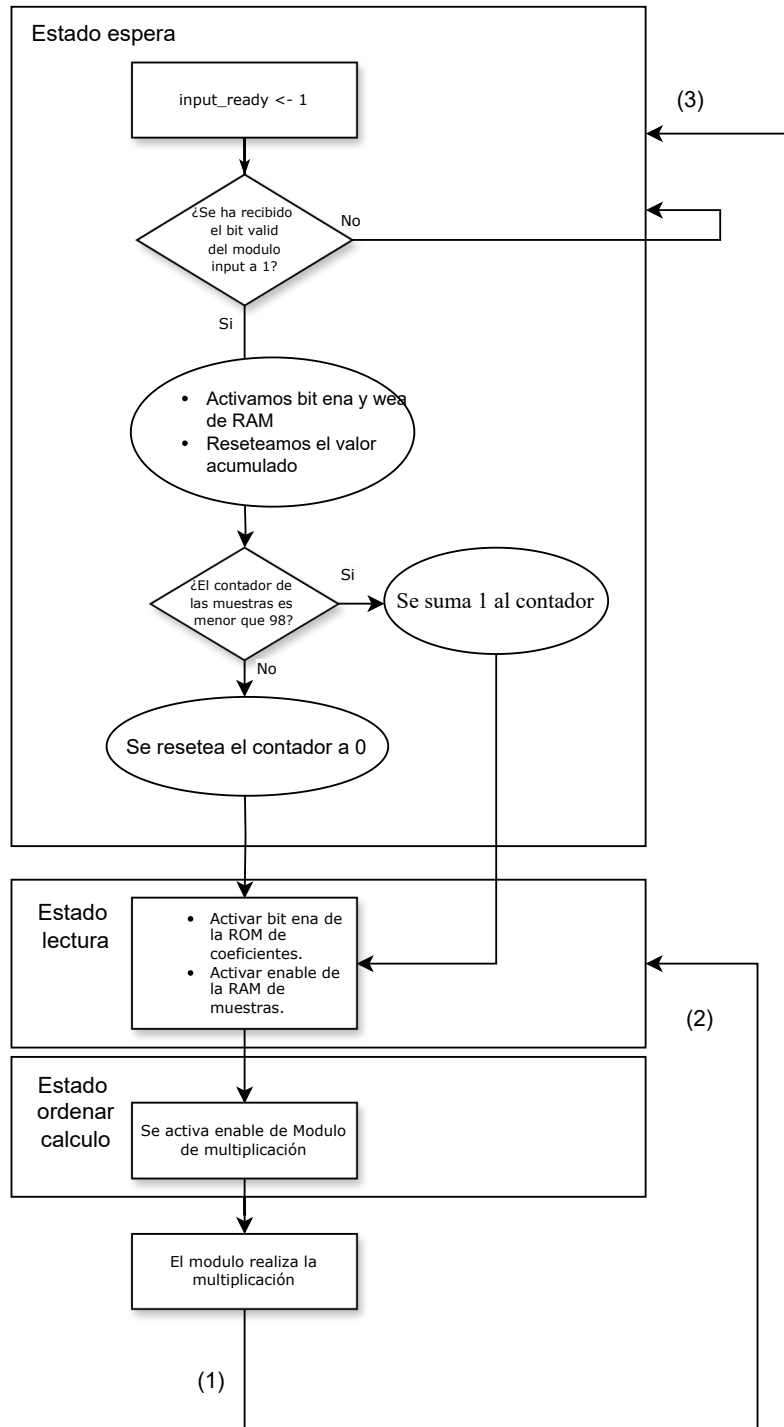 Estado espera
input_ready <- 1
(3)
¿Se ha recibido
el bit valid
del modulo
input a 1?
No
Si
• Activamos bit ena y wea
de RAM
• Reseteamos el valor
acumulado
¿El contador de
las muestras es
menor que 98?
Si
Se suma 1 al contador
No
Se resetea el contador a 0
Estado
lectura
• Activar bit ena de
la ROM de
coeficientes.
• Activar enable de
la RAM de
muestras.
(2)
Estado
ordenar
calculo
Se activa enable de Modulo
de multiplicación
El modulo realiza la
multiplicación
(1)